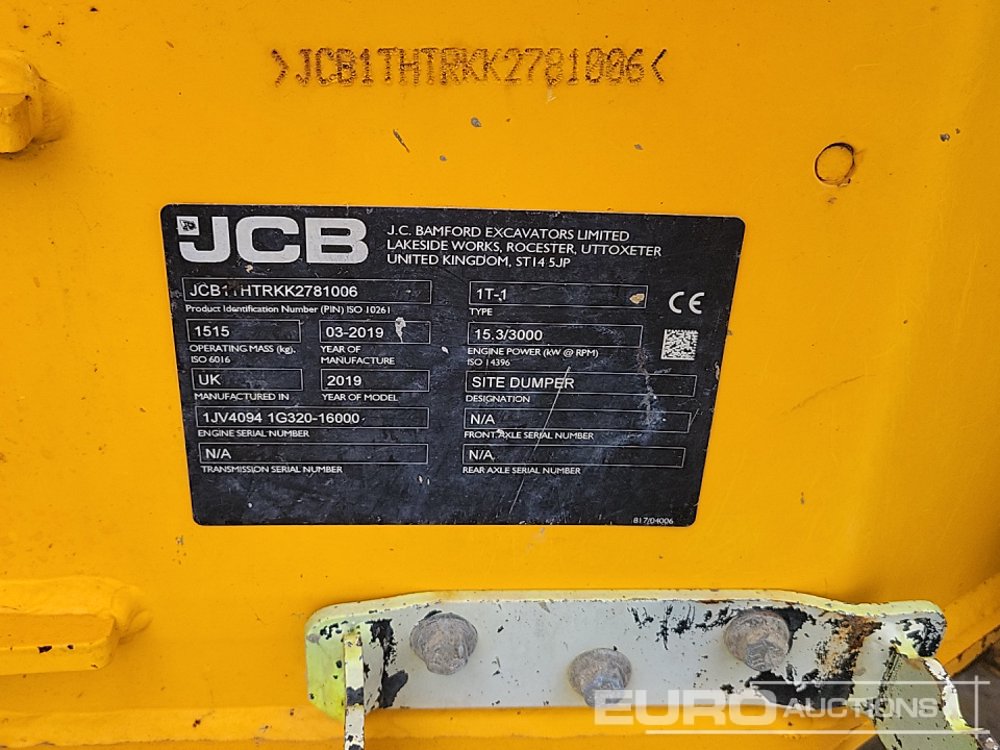 >JCB1THTRKK2781006<
JCB
J.C. BAMFORD EXCAVATORS LIMITED
LAKESIDE WORKS, ROCESTER, UTTOXETER
UNITED KINGDOM, ST14 5JP
JCB1THTRKK2781006
Product Identification Number (PIN) ISO 10261
1T-1
TYPE
CE
1515
OPERATING MASS (kg),
ISO 6016
03-2019
YEAR OF
MANUFACTURE
15.3/3000
ENGINE POWER (kW @ RPM)
ISO 14396
UK
MANUFACTURED IN
2019
YEAR OF MODEL
SITE DUMPER
DESIGNATION
1JV4094 1G320-16000
ENGINE SERIAL NUMBER
N/A
FRONT AXLE SERIAL NUMBER
N/A
TRANSMISSION SERIAL NUMBER
N/A
REAR AXLE SERIAL NUMBER
817/04006
EURO AUCTIONS